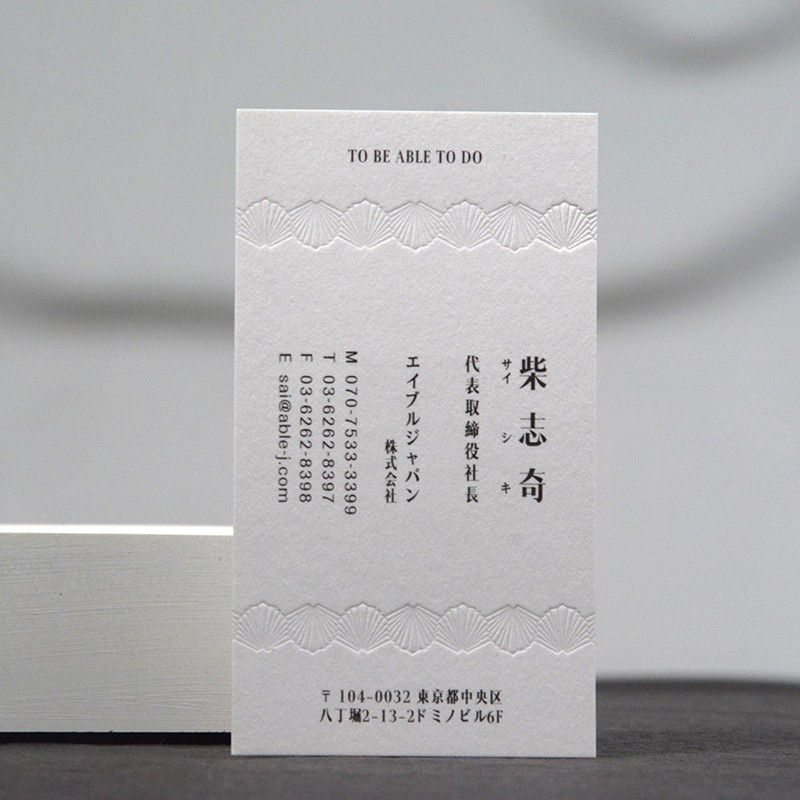 TO BE ABLE TO DO
柴志奇
サイ シ キ
代表取締役社長
エイブルジャパン
株式会社
M 070-7533-3399
T 03-6262-8397
F 03-6262-8398
E sai@able-j.com
〒104-0032 東京都中央区
八丁堀2-13-2ドミノビル6F